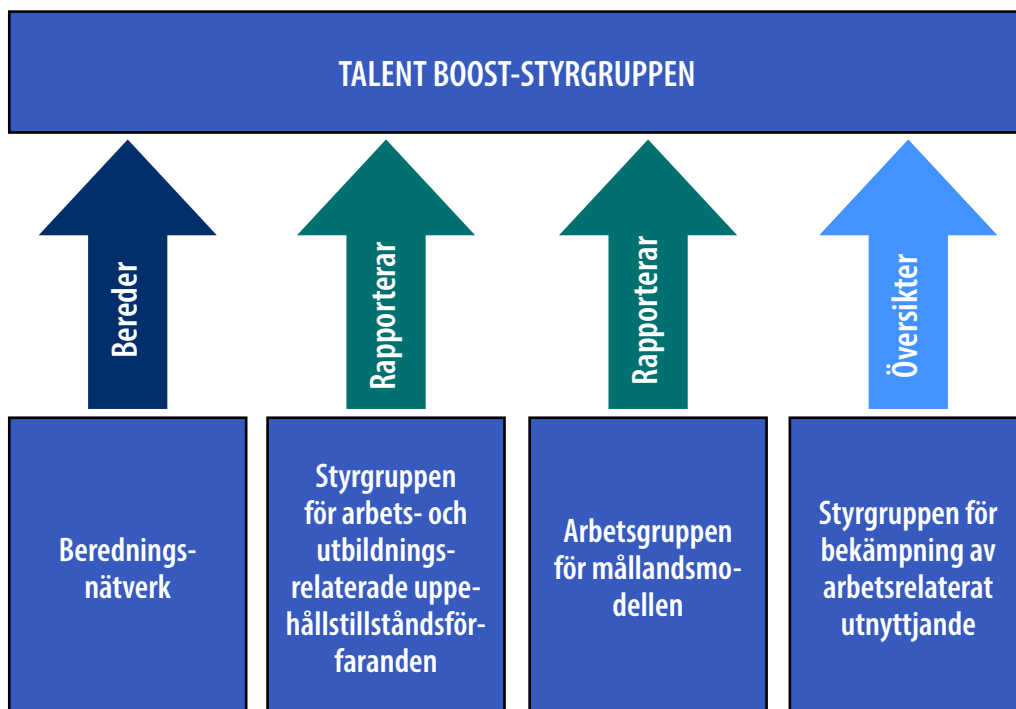 TALENT BOOST-STYRGRUPPEN
Bereder
Rapporterar
Rapporterar
Översikter
Berednings-
nätverk
Styrgruppen
för arbets- och
utbildnings-
relaterade uppe-
hållstillståndsför-
faranden
Arbetsgruppen
för mållandsmo-
dellen
Styrgruppen för
bekämpning av
arbetsrelaterat
utnyttjande